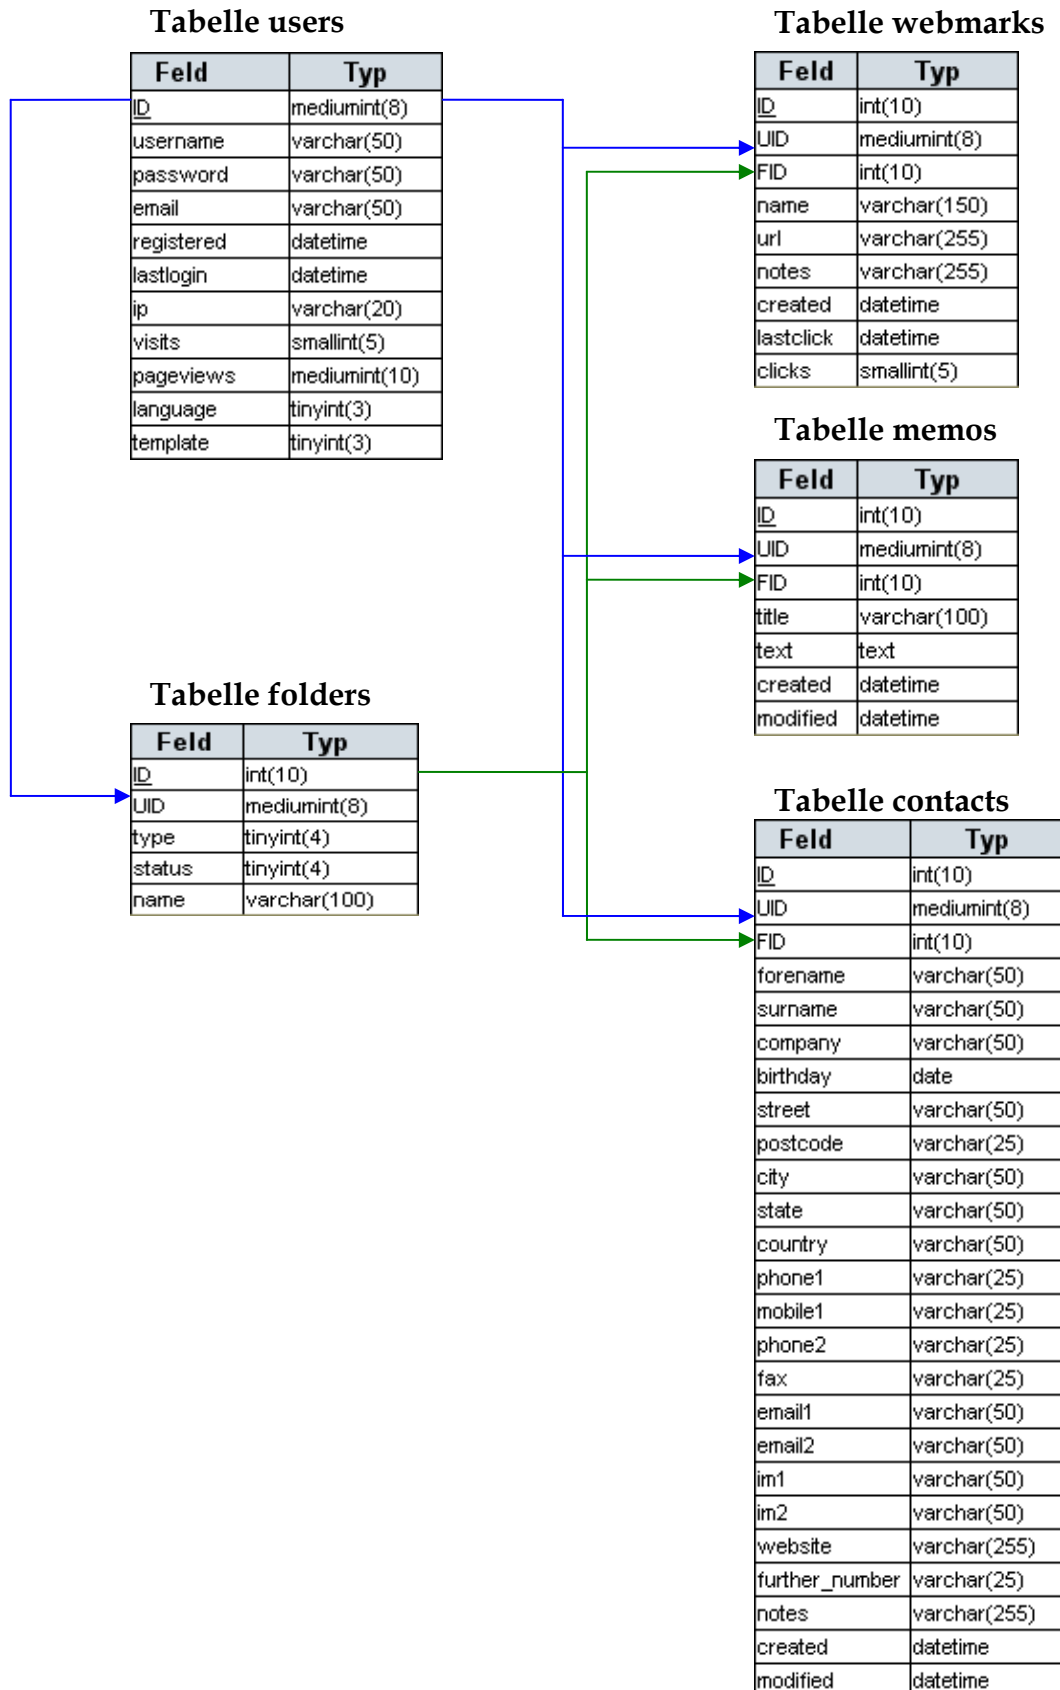 Tabelle users
Feld Typ
ID mediumint(8)
username varchar(50)
password varchar(50)
email varchar(50)
registered datetime
lastlogin datetime
ip varchar(20)
visits smallint(5)
pageviews mediumint(10)
language tinyint(3)
template tinyint(3)
Tabelle folders
Feld Typ
ID int(10)
UID mediumint(8)
type tinyint(4)
status tinyint(4)
name varchar(100)
Tabelle webmarks
Feld Typ
ID int(10)
UID mediumint(8)
FID int(10)
name varchar(150)
url varchar(255)
notes varchar(255)
created datetime
lastclick datetime
clicks smallint(5)
Tabelle memos
Feld Typ
ID int(10)
UID mediumint(8)
FID int(10)
title varchar(100)
text text
created datetime
modified datetime
Tabelle contacts
Feld Typ
ID int(10)
UID mediumint(8)
FID int(10)
forename varchar(50)
surname varchar(50)
company varchar(50)
birthday date
street varchar(50)
postcode varchar(25)
city varchar(50)
state varchar(50)
country varchar(50)
phone1 varchar(25)
mobile1 varchar(25)
phone2 varchar(25)
fax varchar(25)
email1 varchar(50)
email2 varchar(50)
im1 varchar(50)
im2 varchar(50)
website varchar(255)
further_number varchar(25)
notes varchar(255)
created datetime
modified datetime